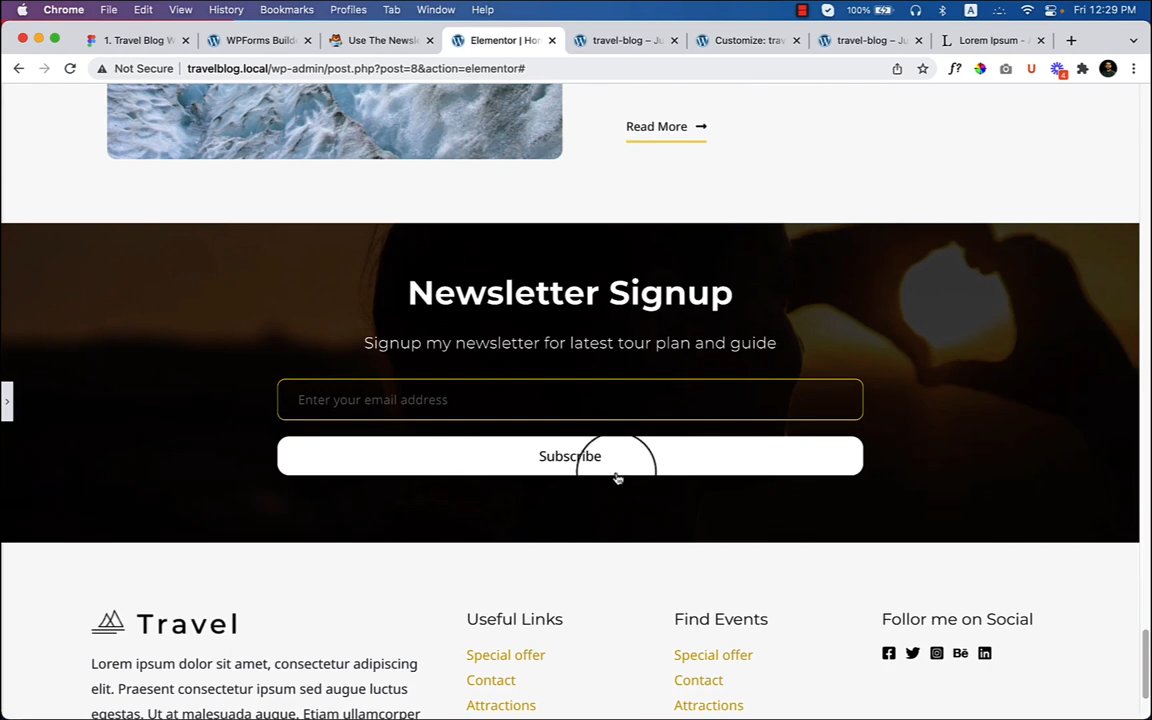 Chrome File Edit View History Bookmarks Profiles Tab Window Help 100% A Fri 12:29 PM
1. Travel Blog W WPForms Build Use The Newsl Elementor | Hor travel-blog – Ju Customize: trav travel-blog – Ju Lorem Ipsum - A
Not Secure travelblog.local/wp-admin/post.php?post=8&action=elementor# f? U 4
Read More
Newsletter Signup
Signup my newsletter for latest tour plan and guide
Enter your email address
Subscribe
Travel
Useful Links
Find Events
Follor me on Social
Lorem ipsum dolor sit amet, consectetur adipiscing
elit. Praesent consectetur ipsum sed augue luctus
egestas. Ut at malesuada augue. Etiam ullamcorper
Special offer
Contact
Attractions
Special offer
Contact
Attractions
Bē